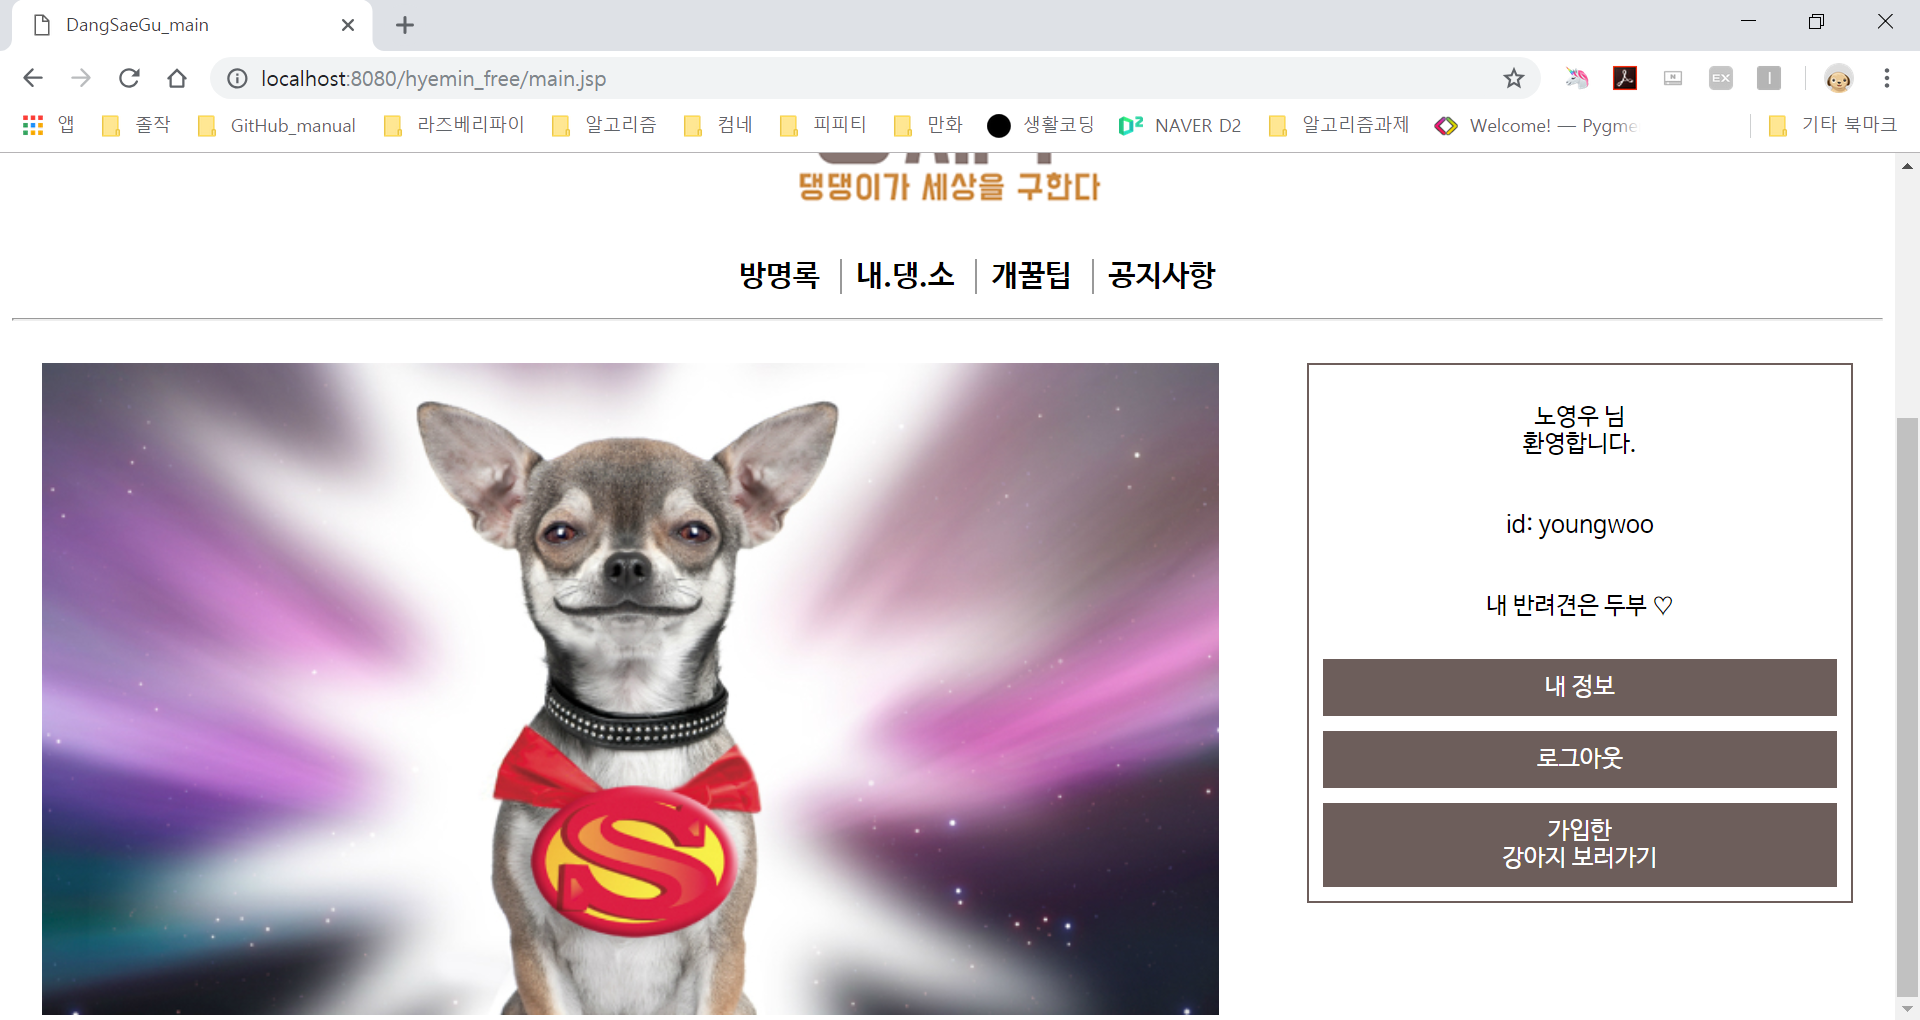 DangSaeGu_main
localhost:8080/hyemin_free/main.jsp
앱 졸작 GitHub_manual 라즈베리파이 알고리즘 컴네 피피티 만화 생활코딩 NAVER D2 알고리즘과제 Welcome! — Pygme 기타 북마크
댕댕이가 세상을 구한다
방명록 내.댕.소 개꿀팁 공지사항
노영우 님
환영합니다.
id: youngwoo
내 반려견은 두부 ♡
내 정보
로그아웃
가입한
강아지 보러가기
S